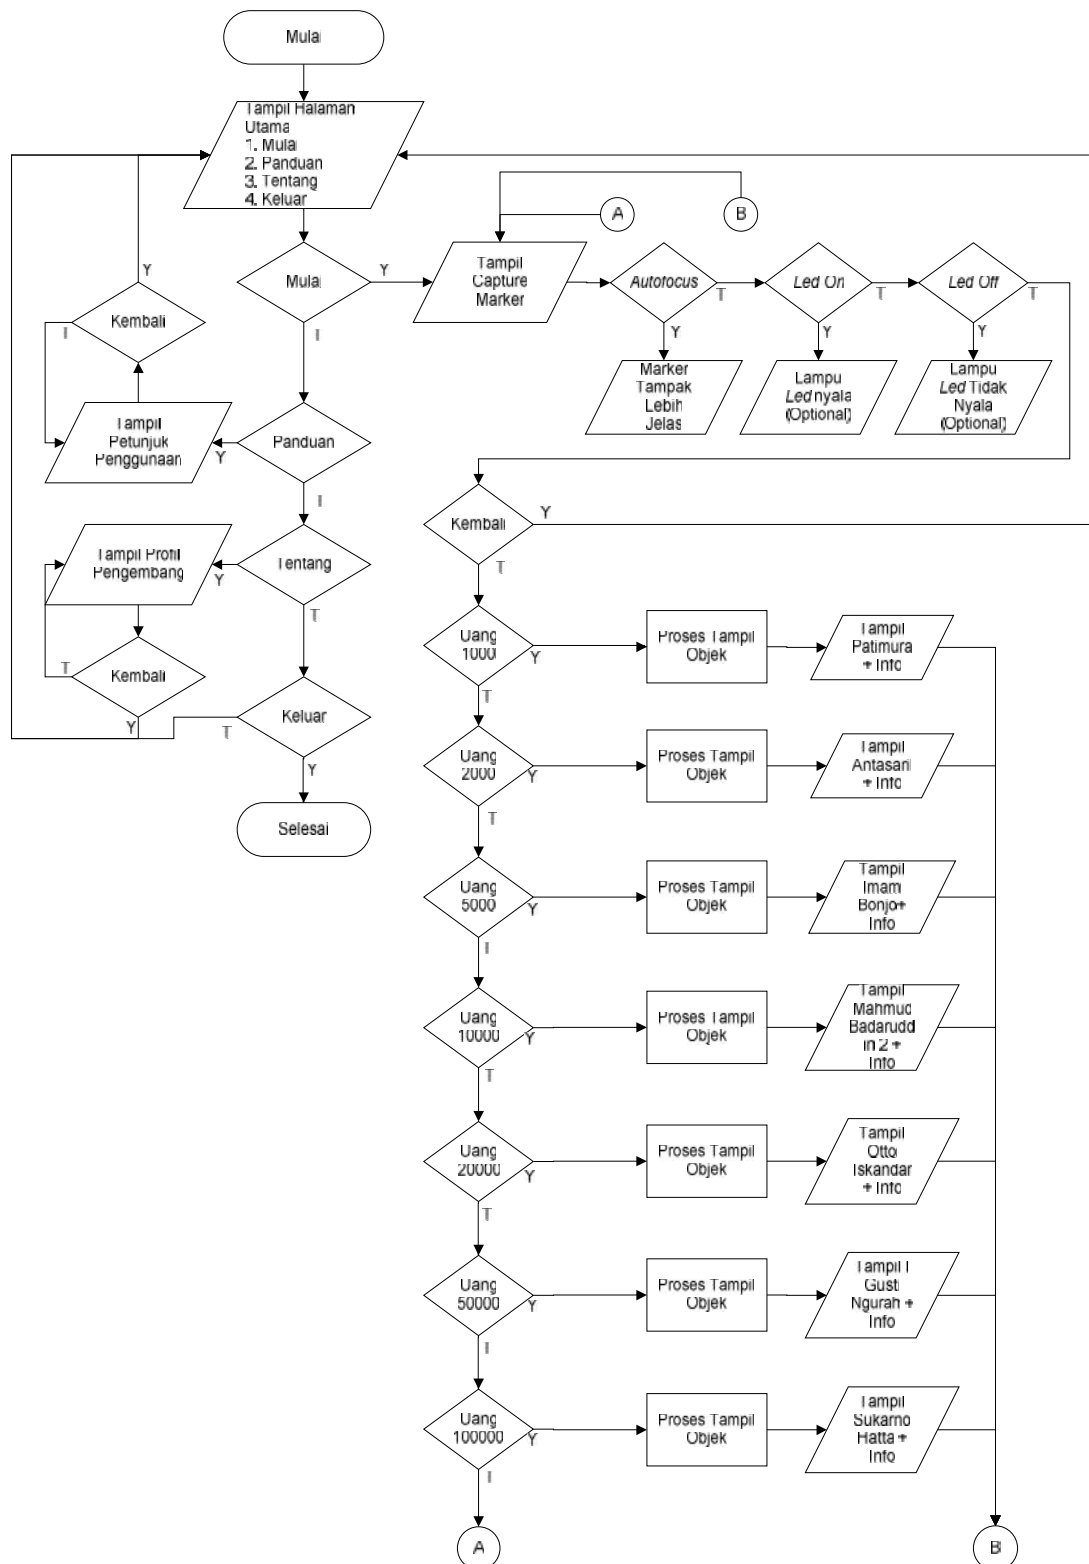 Mulai
Tampil Halaman
Utama
1. Mulai
2. Panduan
3. Tentang
4. Keluar
A
B
Mulai
Y
T
Tampil
Capture
Marker
Autofocus
T
Y
Led On
T
Y
Led Off
T
Y
Marker
Tampak
Lebih
Jelas
Lampu
Led nyala
(Optional)
Lampu
Led Tidak
Nyala
(Optional)
Y
Kembali
T
Tampil
Petunjuk
Penggunaan
Y
Panduan
T
Tampil Profil
Pengembang
Y
Tentang
T
Kembali
T
Y
Keluar
T
Y
Selesai
Kembali
Y
T
Uang
1000
Y
T
Proses Tampil
Objek
Tampil
Patimura
+ Info
Uang
2000
Y
T
Proses Tampil
Objek
Tampil
Antasari
+ Info
Uang
5000
Y
T
Proses Tampil
Objek
Tampil
Imam
Bonjo+
Info
Uang
10000
Y
T
Proses Tampil
Objek
Tampil
Mahmud
Badarudd
in 2 +
Info
Uang
20000
Y
T
Proses Tampil
Objek
Tampil
Otto
Iskandar
+ Info
Uang
50000
Y
T
Proses Tampil
Objek
Tampil I
Gusti
Ngurah +
Info
Uang
100000
Y
T
Proses Tampil
Objek
Tampil
Sukarno
Hatta +
Info
A
B